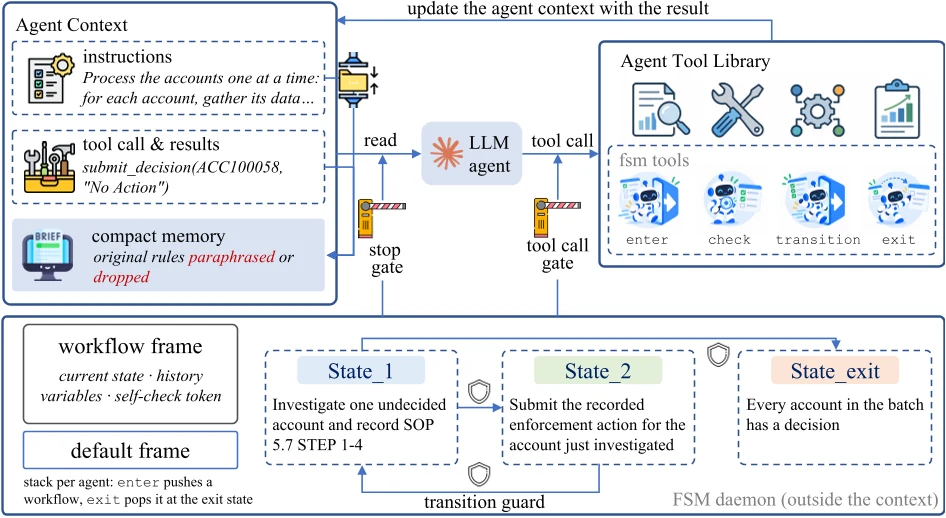 update the agent context with the result
Agent Context
instructions
Process the accounts one at a time:
for each account, gather its data…
tool call & results
submit_decision(ACC100058,
"No Action")
BRIEF
compact memory
original rules paraphrased or
dropped
read
stop
gate
LLM
agent
tool call
tool call
gate
Agent Tool Library
fsm tools
enter
check
transition
exit
workflow frame
current state · history
variables · self-check token
default frame
stack per agent: enter pushes a
workflow, exit pops it at the exit state
State_1
Investigate one undecided
account and record SOP
5.7 STEP 1-4
State_2
Submit the recorded
enforcement action for the
account just investigated
State_exit
Every account in the batch
has a decision
transition guard
FSM daemon (outside the context)